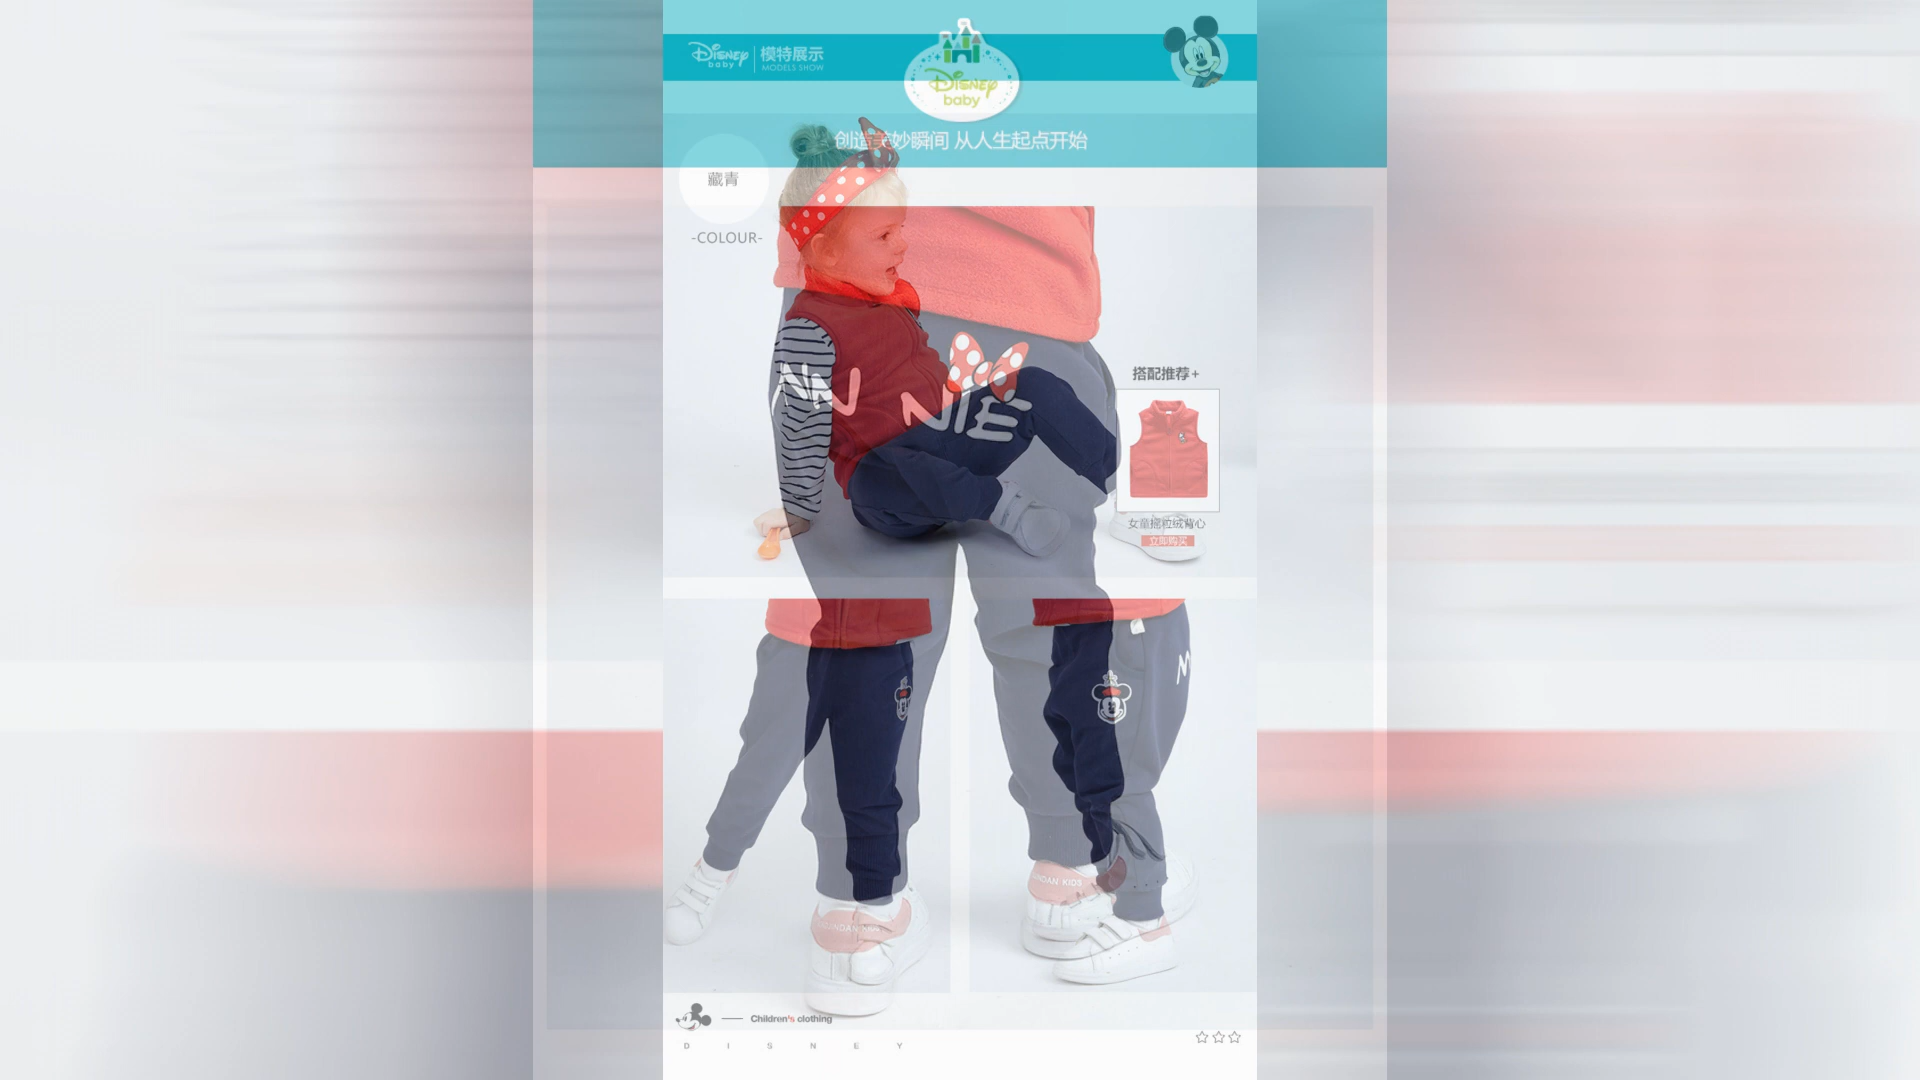 Disney baby
模特展示
MODELS SHOW
Disney baby
创造美妙瞬间 从人生起点开始
藏青
-COLOUR-
搭配推荐+
NIE
女童摇粒绒背心
立即购买
M
Children's clothing
DISNEY